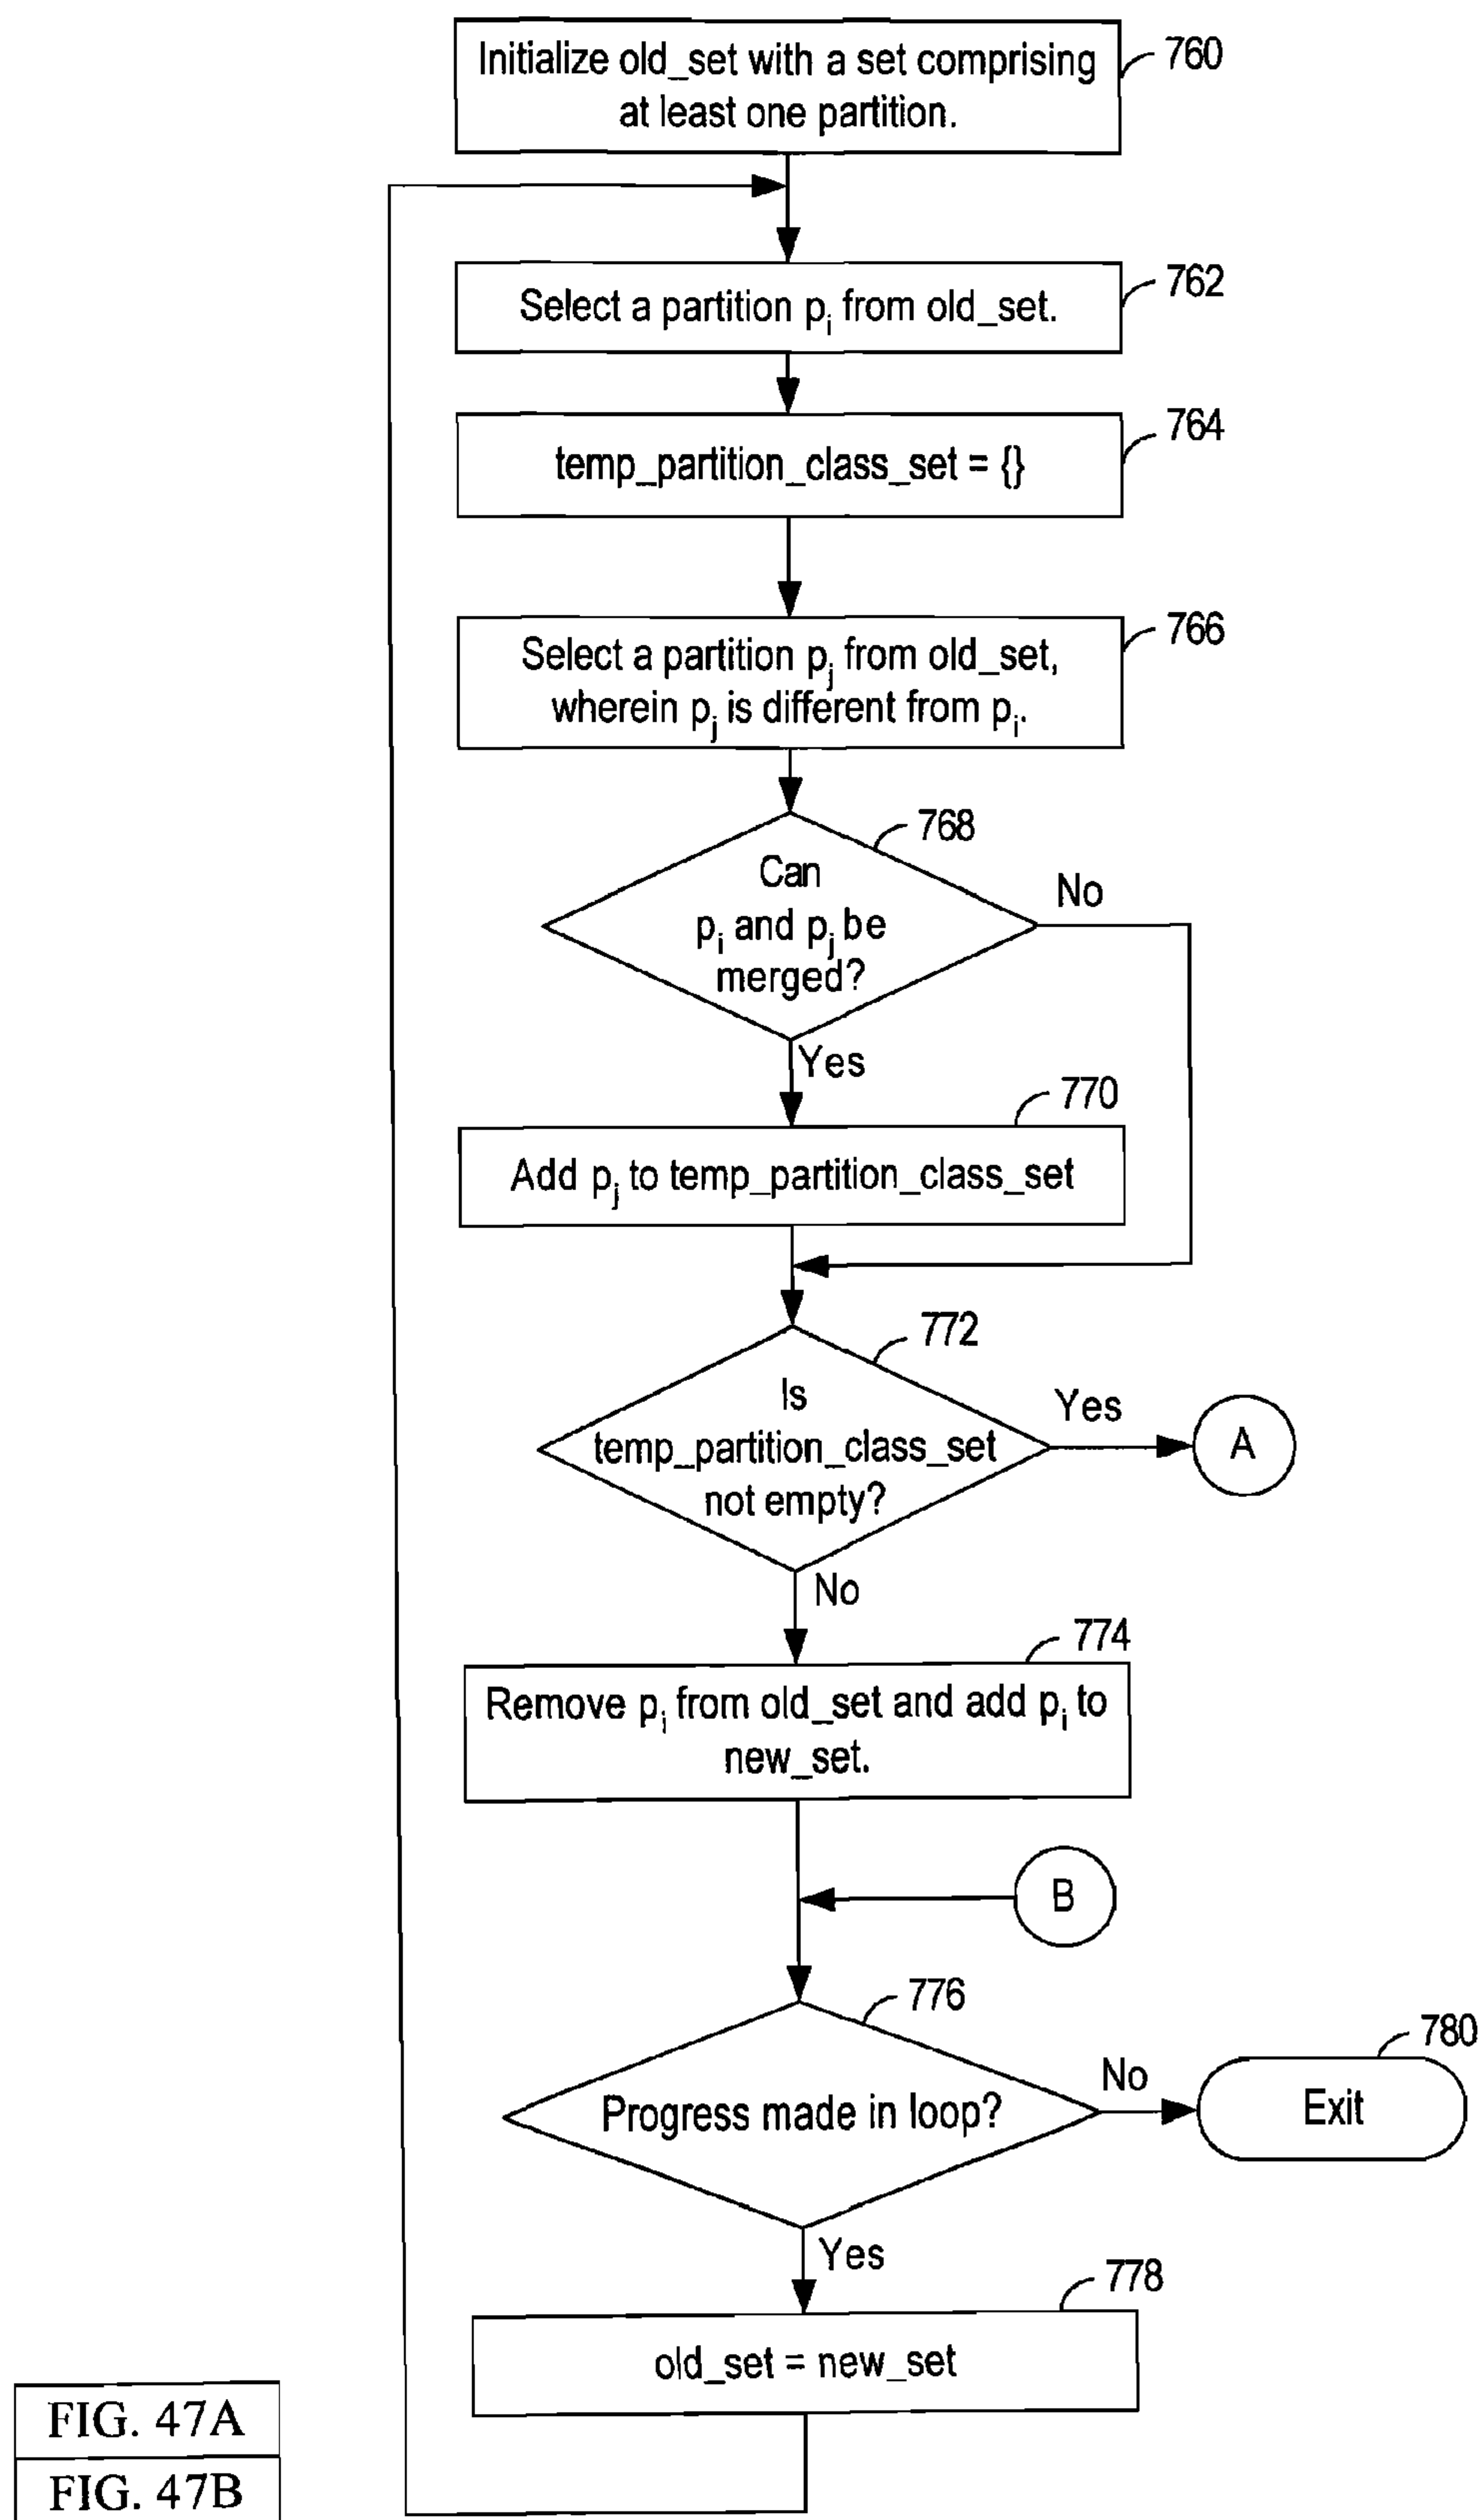 Initialize old_set with a set comprising
at least one partition.
760
Select a partition pi from old_set.
762
temp_partition_class_set = {}
764
Select a partition pj from old_set,
wherein pj is different from pi.
766
768
Can
pi and pj be
merged?
No
Yes
770
Add pj to temp_partition_class_set
772
Is
temp_partition_class_set
not empty?
Yes
A
No
774
Remove pi from old_set and add pi to
new_set.
B
776
Progress made in loop?
No
780
Exit
Yes
778
old_set = new_set
FIG. 47A
FIG. 47B